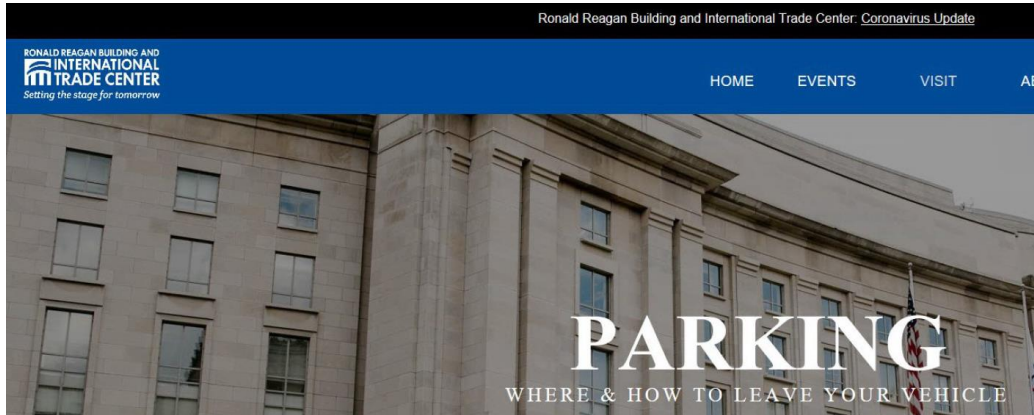 Ronald Reagan Building and International Trade Center: Coronavirus Update
RONALD REAGAN BUILDING AND
INTERNATIONAL
TRADE CENTER
Setting the stage for tomorrow
HOME EVENTS VISIT
PARKING
WHERE & HOW TO LEAVE YOUR VEHICLE